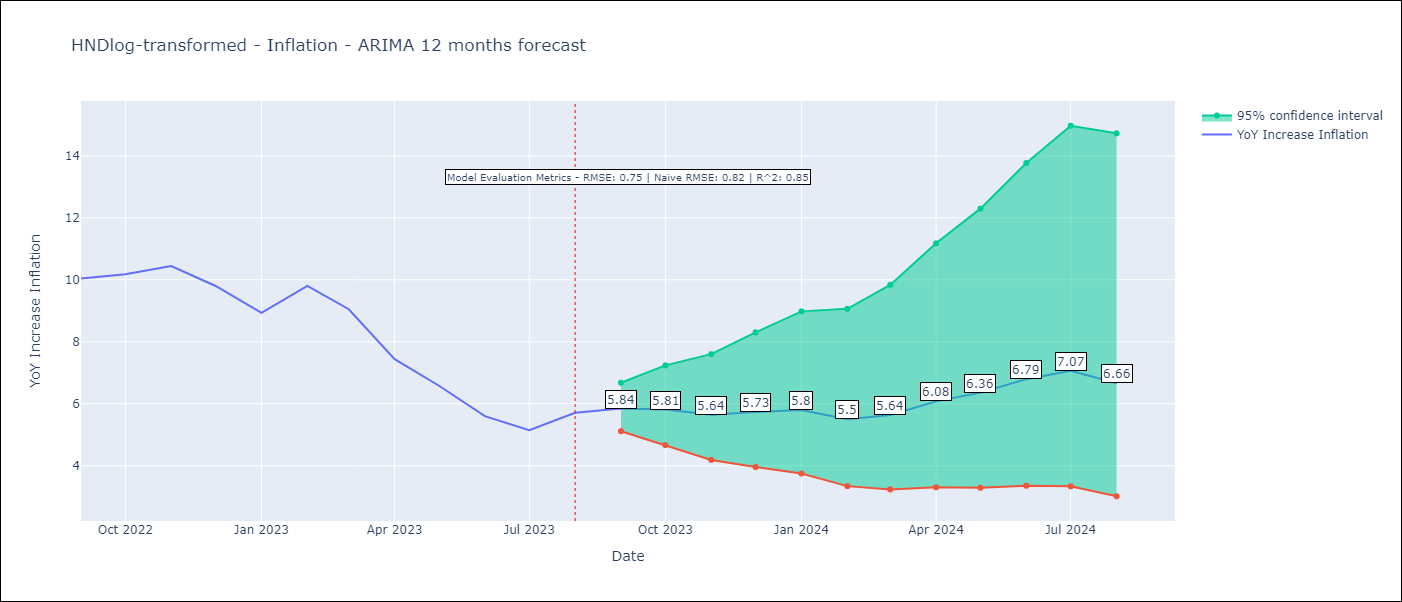 HNDlog-transformed - Inflation - ARIMA 12 months forecast
95% confidence interval
YoY Increase Inflation
Model Evaluation Metrics - RMSE: 0.75 | Naive RMSE: 0.82 | R^2: 0.85
YoY Increase Inflation
14
12
10
8
6
4
5.84
5.81
5.64
5.73
5.8
5.5
5.64
6.08
6.36
6.79
7.07
6.66
Oct 2022
Jan 2023
Apr 2023
Jul 2023
Oct 2023
Jan 2024
Apr 2024
Jul 2024
Date